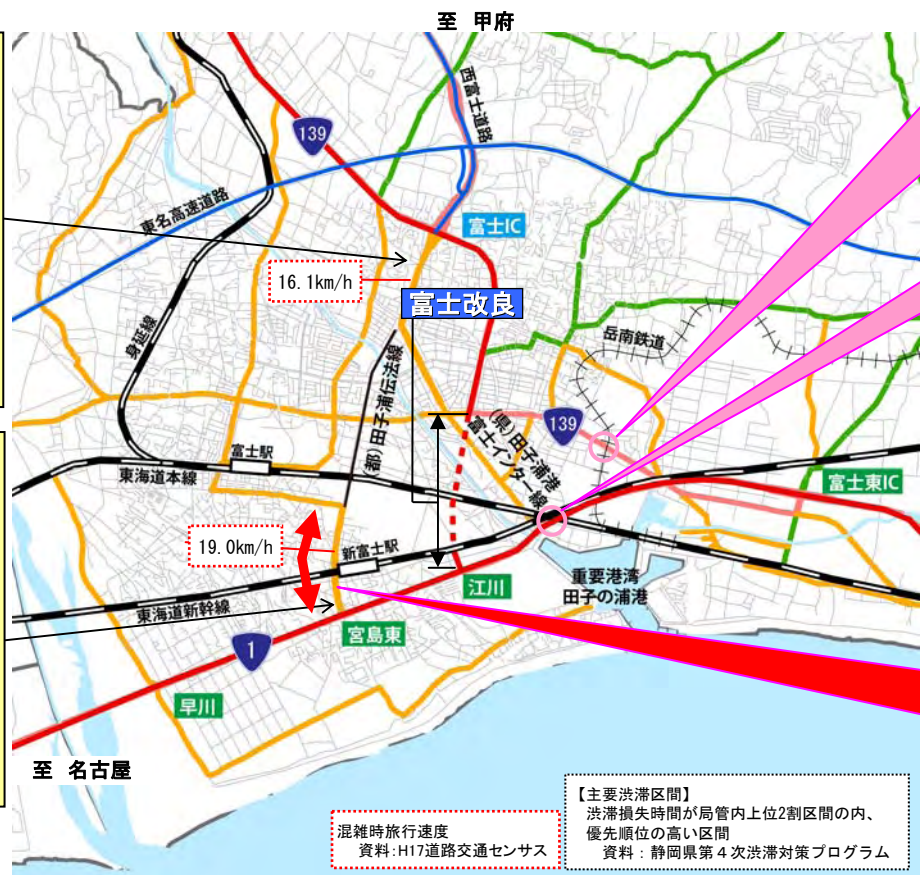 至 甲府
139
西富士道路
東名高速道路
富士IC
16.1km/h
富士改良
身延線
岳南鉄道
(都)田子浦伝法線
(県)田子浦港
富士インター線
139
富士駅
東海道本線
富士東IC
19.0km/h
新富士駅
江川
重要港湾
田子の浦港
東海道新幹線
宮島東
1
早川
至 名古屋
混雑時旅行速度
資料:H17道路交通センサス
【主要渋滞区間】
渋滞損失時間が局管内上位2割区間の内、
優先順位の高い区間
資料:静岡県第4次渋滞対策プログラム